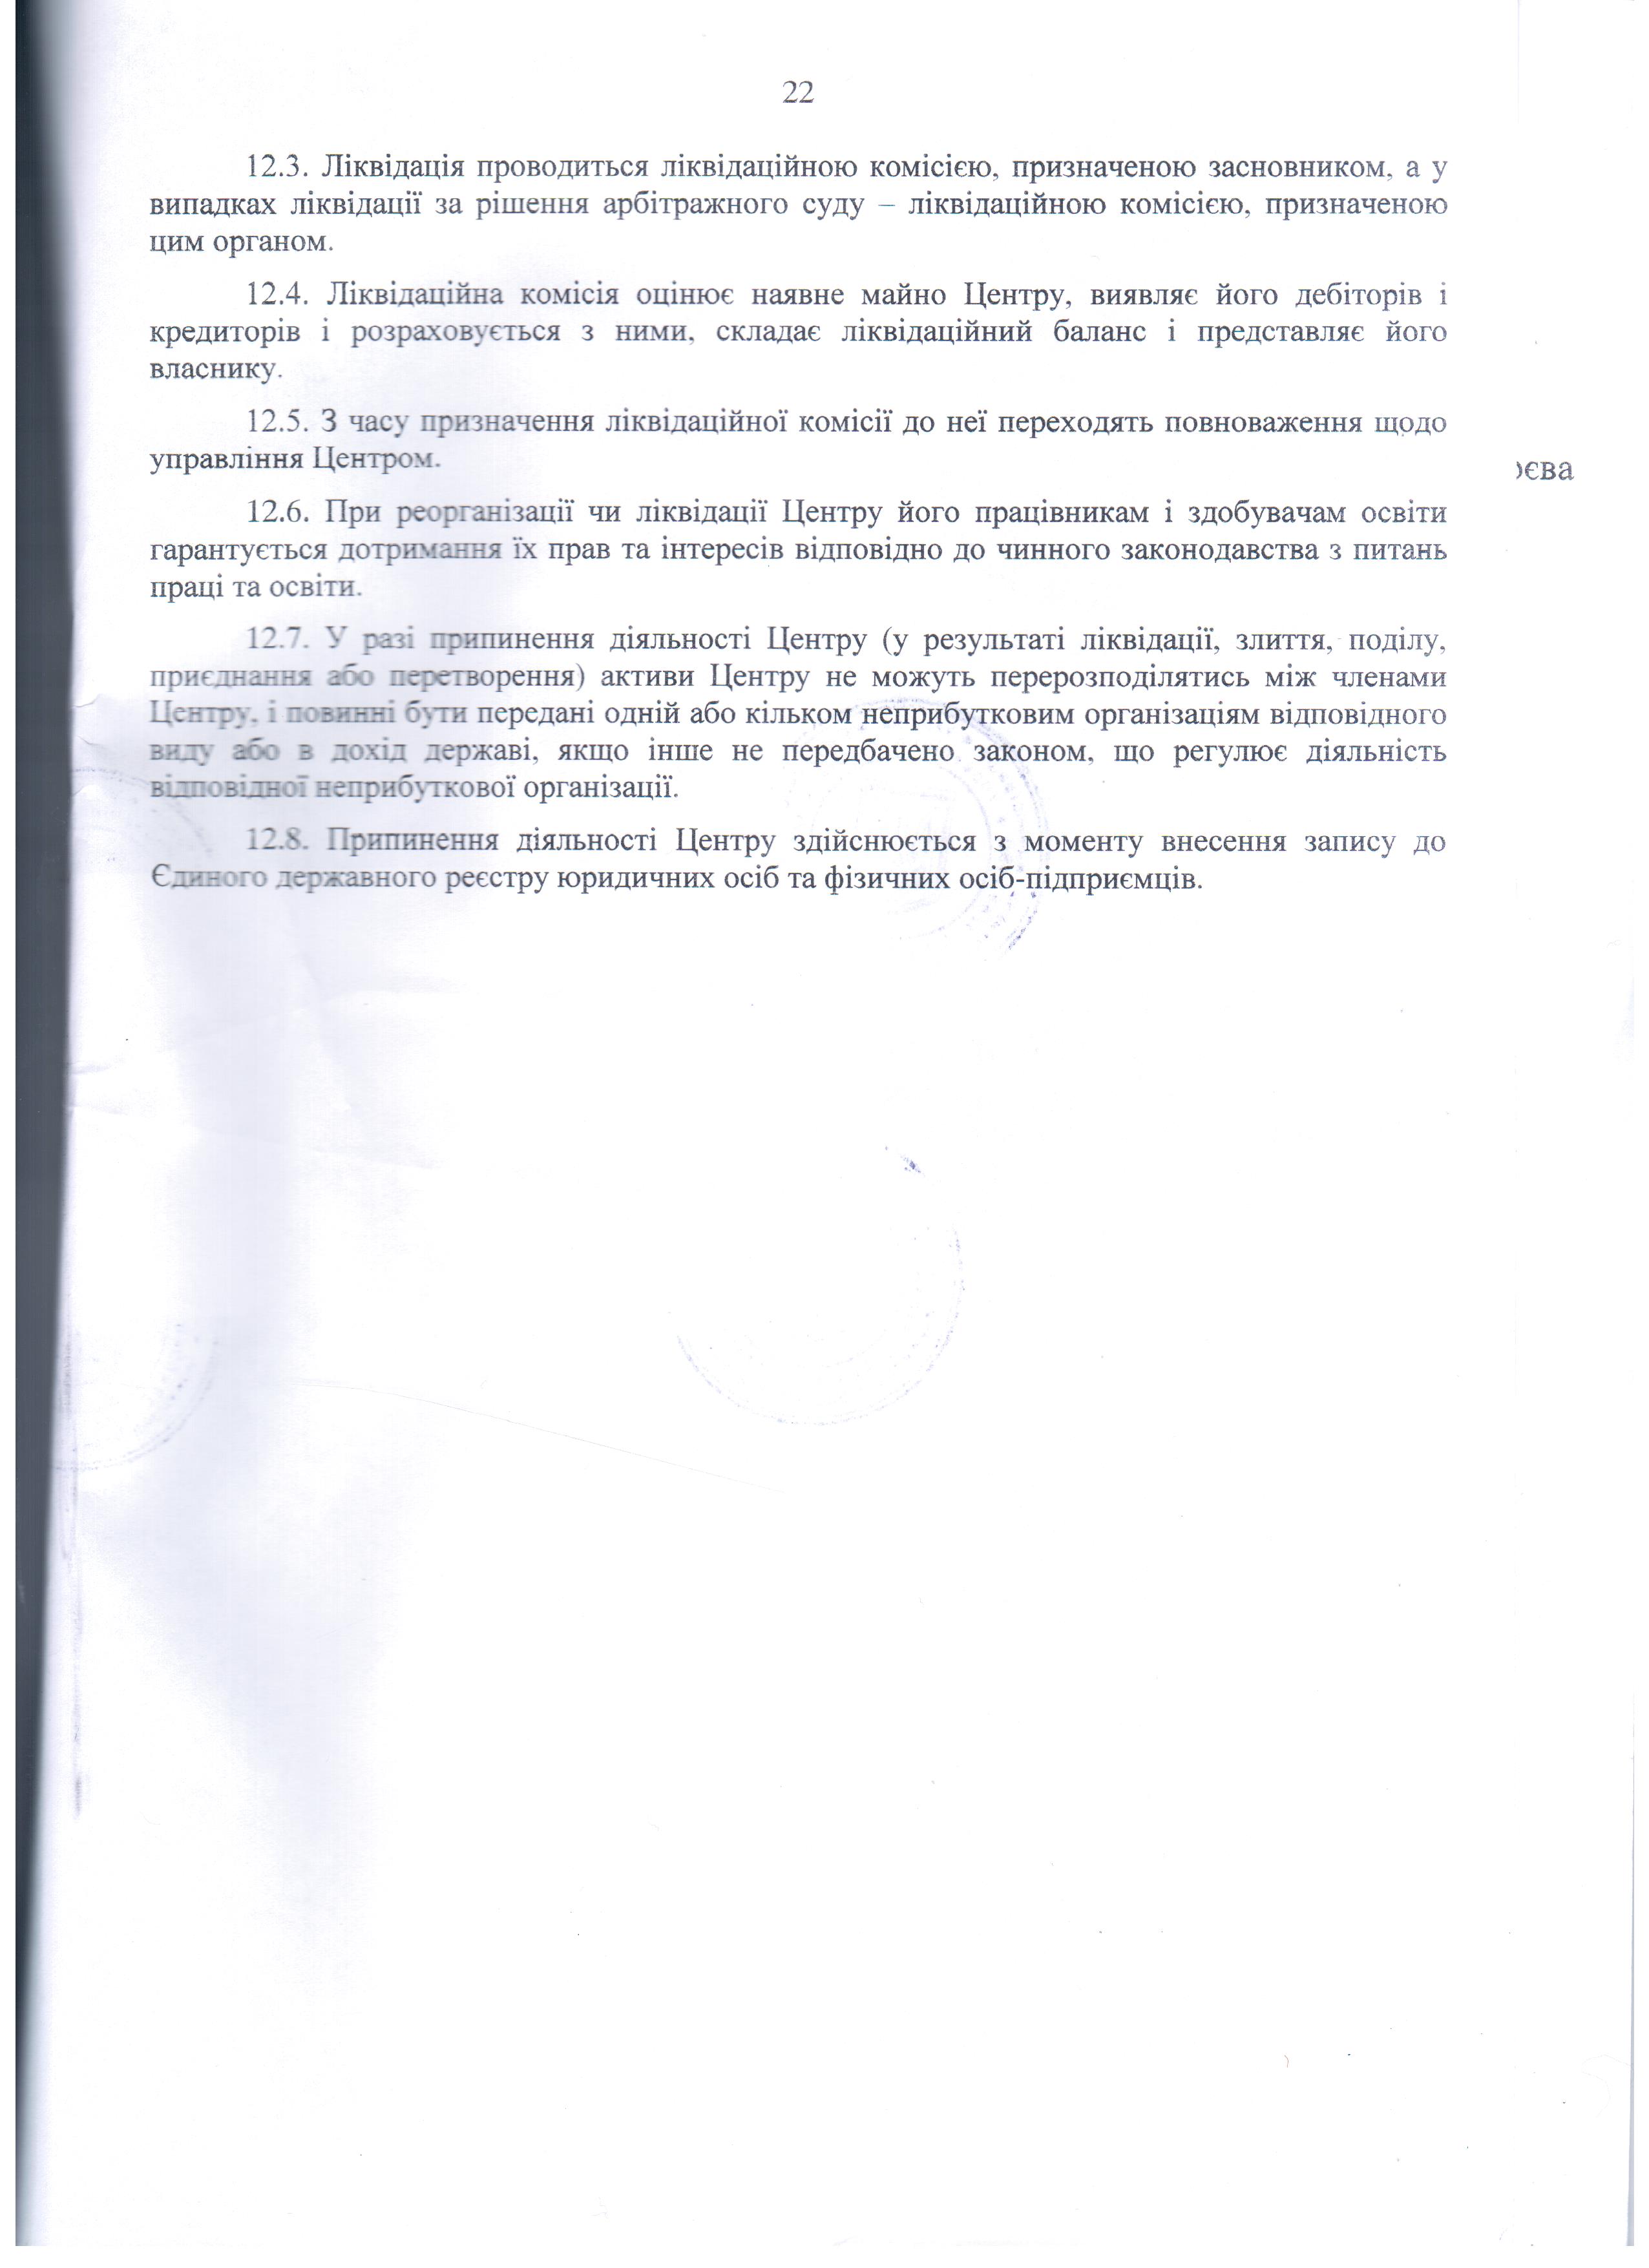 22
12.3. Ліквідація проводиться ліквідаційною комісією, призначеною засновником, а у
випадках ліквідації за рішення арбітражного суду – ліквідаційною комісією, призначеною
цим органом.
12.4. Ліквідаційна комісія оцінює наявне майно Центру, виявляє його дебіторів і
кредиторів і розраховується з ними, складає ліквідаційний баланс і представляє його
власнику.
12.5. З часу призначення ліквідаційної комісії до неї переходять повноваження щодо
управління Центром.
12.6. При реорганізації чи ліквідації Центру його працівникам і здобувачам освіти
гарантується дотримання їх прав та інтересів відповідно до чинного законодавства з питань
праці та освіти.
12.7. У разі припинення діяльності Центру (у результаті ліквідації, злиття, поділу,
приєднання або перетворення) активи Центру не можуть перерозподілятись між членами
Центру, і повинні бути передані одній або кільком неприбутковим організаціям відповідного
виду або в дохід державі, якщо інше не передбачено законом, що регулює діяльність
відповідної неприбуткової організації.
12.8. Припинення діяльності Центру здійснюється з моменту внесення запису до
Єдиного державного реєстру юридичних осіб та фізичних осіб-підприємців.